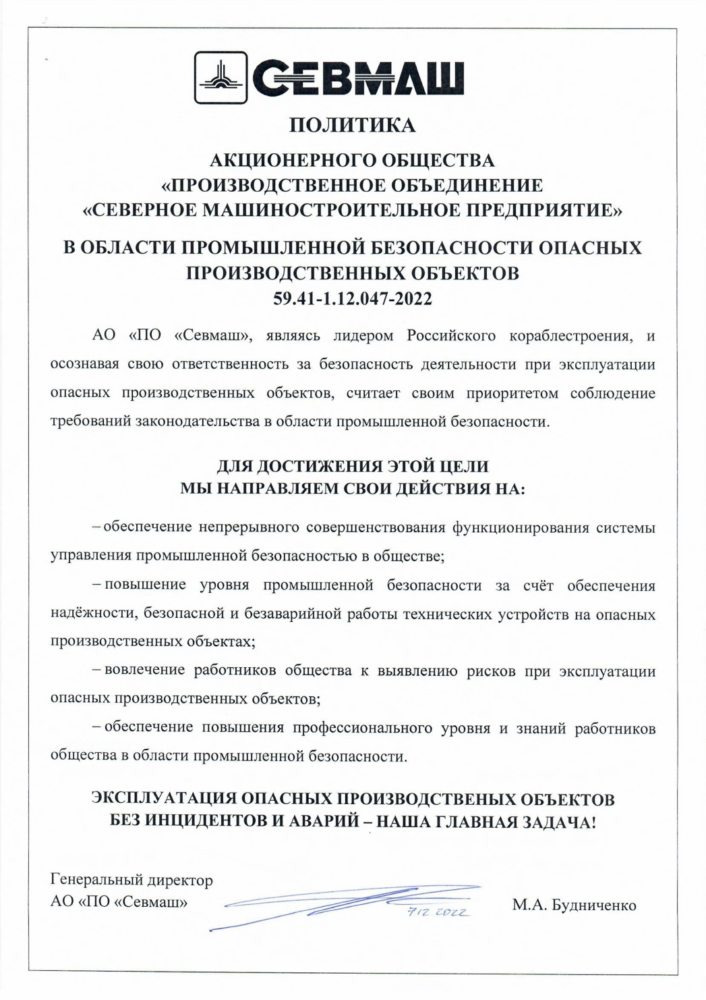 СЕВМАШ
ПОЛИТИКА
АКЦИОНЕРНОГО ОБЩЕСТВА
«ПРОИЗВОДСТВЕННОЕ ОБЪЕДИНЕНИЕ
«СЕВЕРНОЕ МАШИНОСТРОИТЕЛЬНОЕ ПРЕДПРИЯТИЕ»
В ОБЛАСТИ ПРОМЫШЛЕННОЙ БЕЗОПАСНОСТИ ОПАСНЫХ
ПРОИЗВОДСТВЕННЫХ ОБЪЕКТОВ
59.41-1.12.047-2022
АО «ПО «Севмаш», являясь лидером Российского кораблестроения, и
осознавая свою ответственность за безопасность деятельности при эксплуатации
опасных производственных объектов, считает своим приоритетом соблюдение
требований законодательства в области промышленной безопасности.
ДЛЯ ДОСТИЖЕНИЯ ЭТОЙ ЦЕЛИ
МЫ НАПРАВЛЯЕМ СВОИ ДЕЙСТВИЯ НА:
– обеспечение непрерывного совершенствования функционирования системы
управления промышленной безопасностью в обществе;
– повышение уровня промышленной безопасности за счёт обеспечения
надёжности, безопасной и безаварийной работы технических устройств на опасных
производственных объектах;
– вовлечение работников общества к выявлению рисков при эксплуатации
опасных производственных объектов;
– обеспечение повышения профессионального уровня и знаний работников
общества в области промышленной безопасности.
ЭКСПЛУАТАЦИЯ ОПАСНЫХ ПРОИЗВОДСТВЕНЫХ ОБЪЕКТОВ
БЕЗ ИНЦИДЕНТОВ И АВАРИЙ – НАША ГЛАВНАЯ ЗАДАЧА!
Генеральный директор
АО «ПО «Севмаш»
7.12.2022
М.А. Будниченко